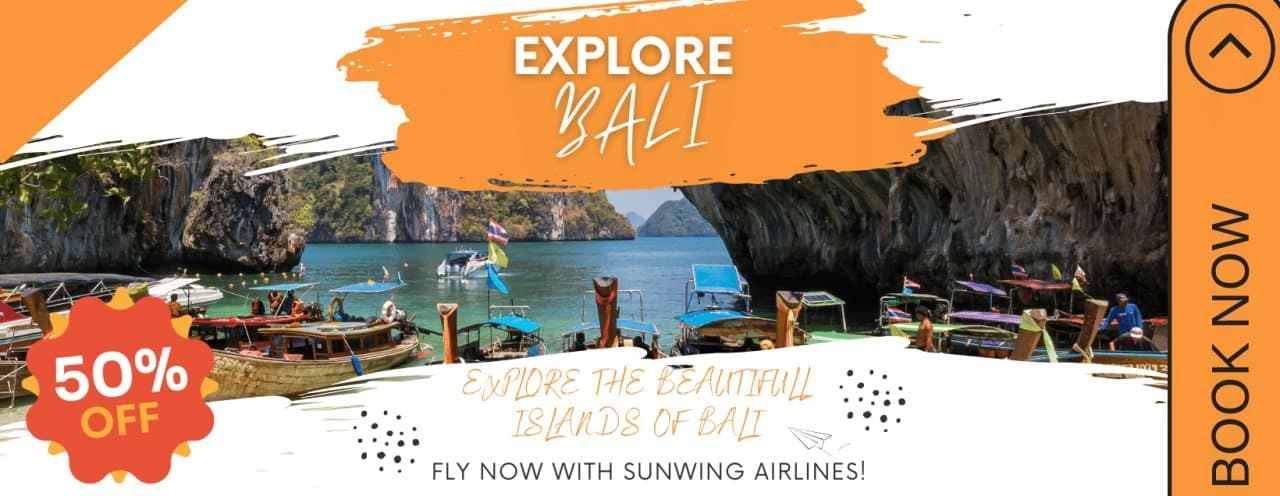 EXPLORE
BALI
50%
OFF
EXPLORE THE BEAUTIFULL
ISLANDS OF BALI
FLY NOW WITH SUNWING AIRLINES!
BOOK NOW